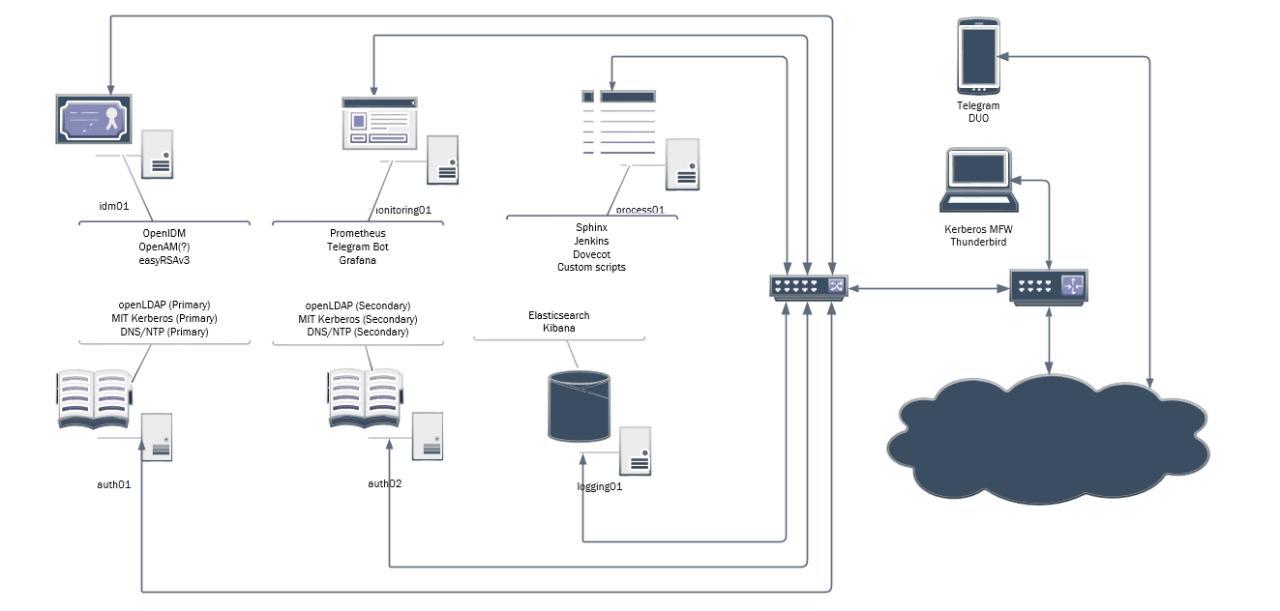 Telegram
DUO
Kerberos MFW
Thunderbird
idm01
OpenIDM
OpenAM(?)
easyRSAv3
onitoring01
Prometheus
Telegram Bot
Grafana
process01
Sphinx
Jenkins
Dovecot
Custom scripts
openLDAP (Primary)
MIT Kerberos (Primary)
DNS/NTP (Primary)
auth01
openLDAP (Secondary)
MIT Kerberos (Secondary)
DNS/NTP (Secondary)
auth02
Elasticsearch
Kibana
logging01